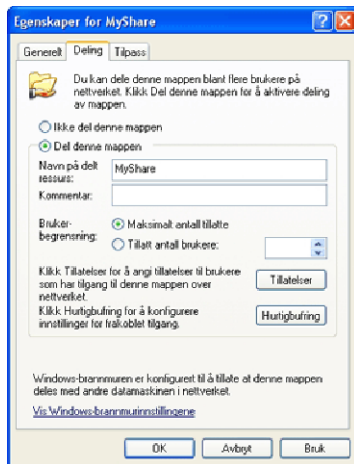 Egenskaper for MyShare
Generelt Deling Tilpass
Du kan dele denne mappen blant flere brukere på
nettverket. Klikk Del denne mappen for å aktivere deling
av mappen.
Ikke del denne mappen
Del denne mappen
Navn på delt
ressurs:
MyShare
Kommentar:
Bruker-
begrensning:
Maksimalt antall tillatte
Tillatt antall brukere:
Klikk Tillatelser for å angi tillatelser til brukere
som har tilgang til denne mappen over
nettverket.
Tillatelser
Klikk Hurtigbufring for å konfigurere
innstillinger for frakoblet tilgang.
Hurtigbufring
Windows-brannmuren er konfigurert til å tillate at denne mappen
deles med andre datamaskinen i nettverket.
Vis Windows-brannmurinnstillingene
OK Avbryt Bruk